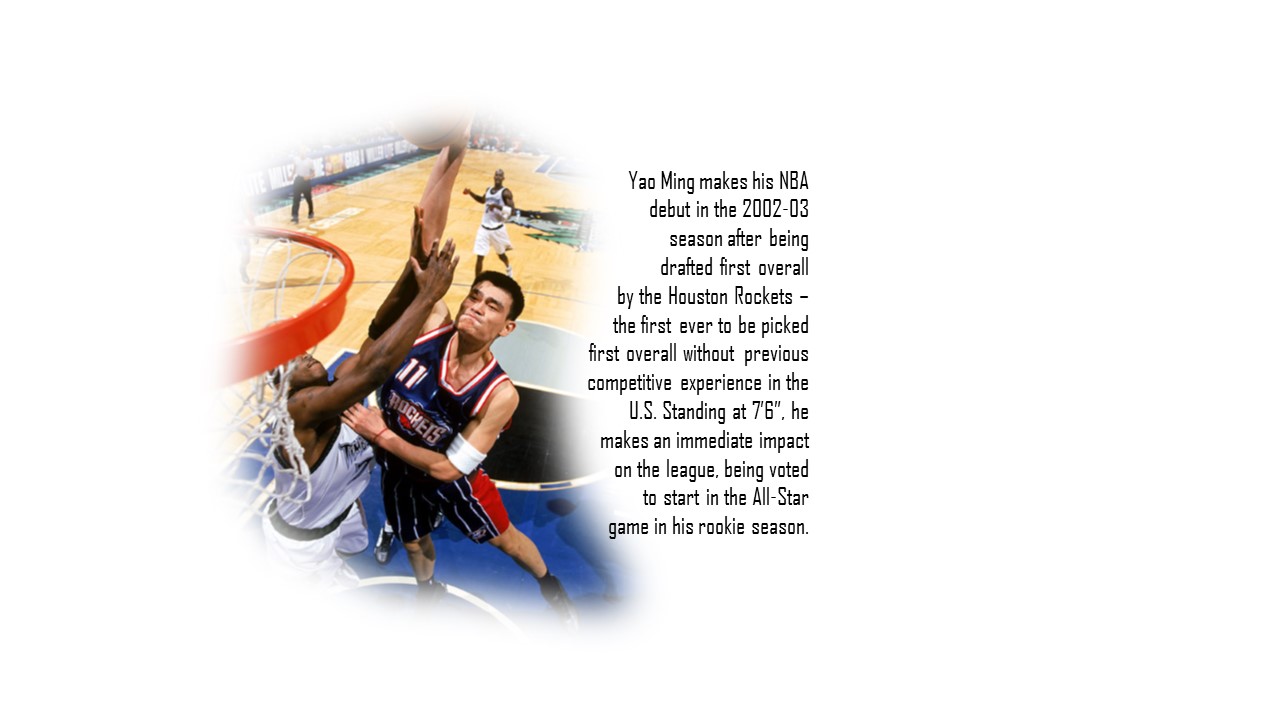 Yao Ming makes his NBA
debut in the 2002-03
season after being
drafted first overall
by the Houston Rockets –
the first ever to be picked
first overall without previous
competitive experience in the
U.S. Standing at 7'6", he
makes an immediate impact
on the league, being voted
to start in the All-Star
game in his rookie season.
11
ROCKETS